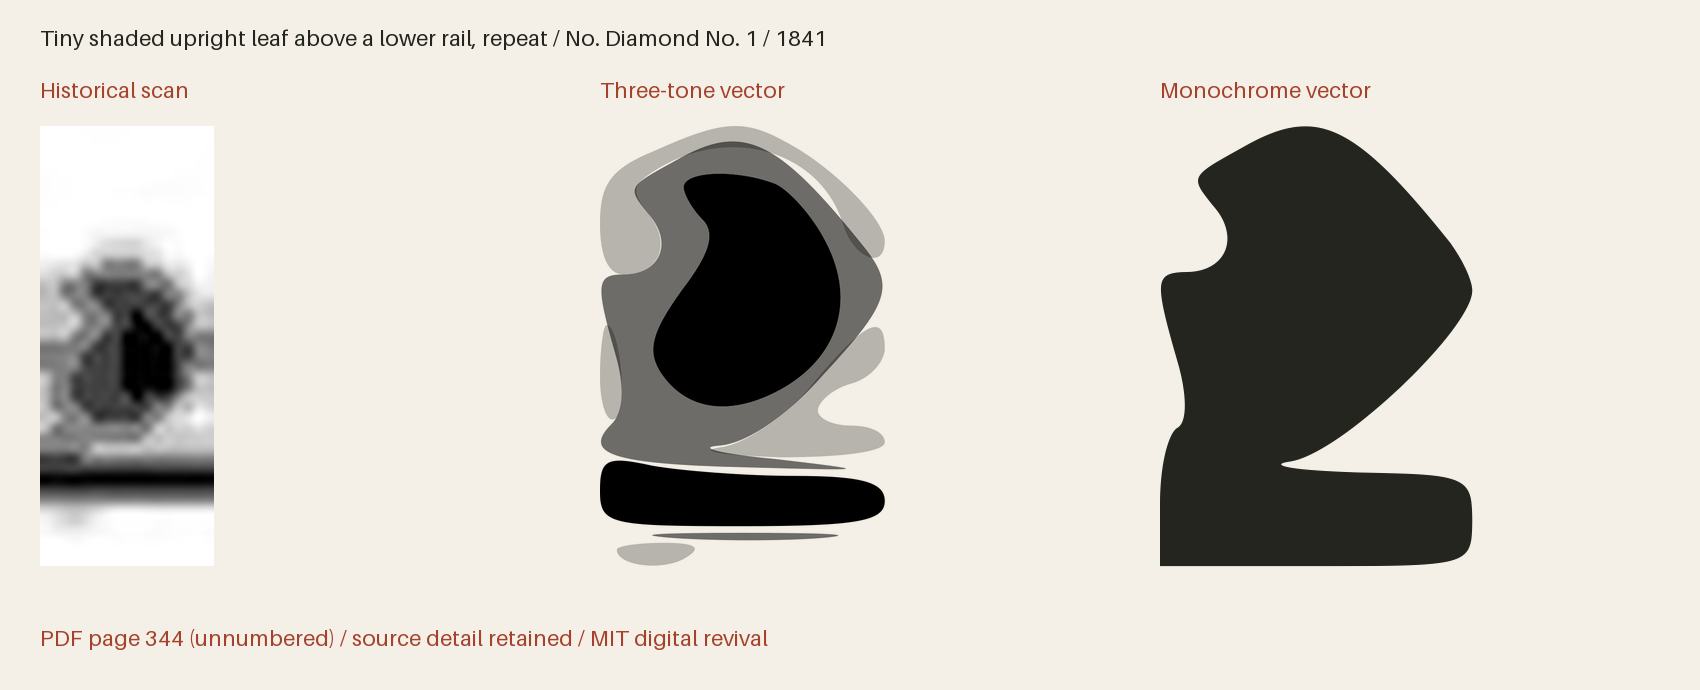 Tiny shaded upright leaf above a lower rail, repeat / No. Diamond No. 1 / 1841
Historical scan
Three-tone vector
Monochrome vector
PDF page 344 (unnumbered) / source detail retained / MIT digital revival